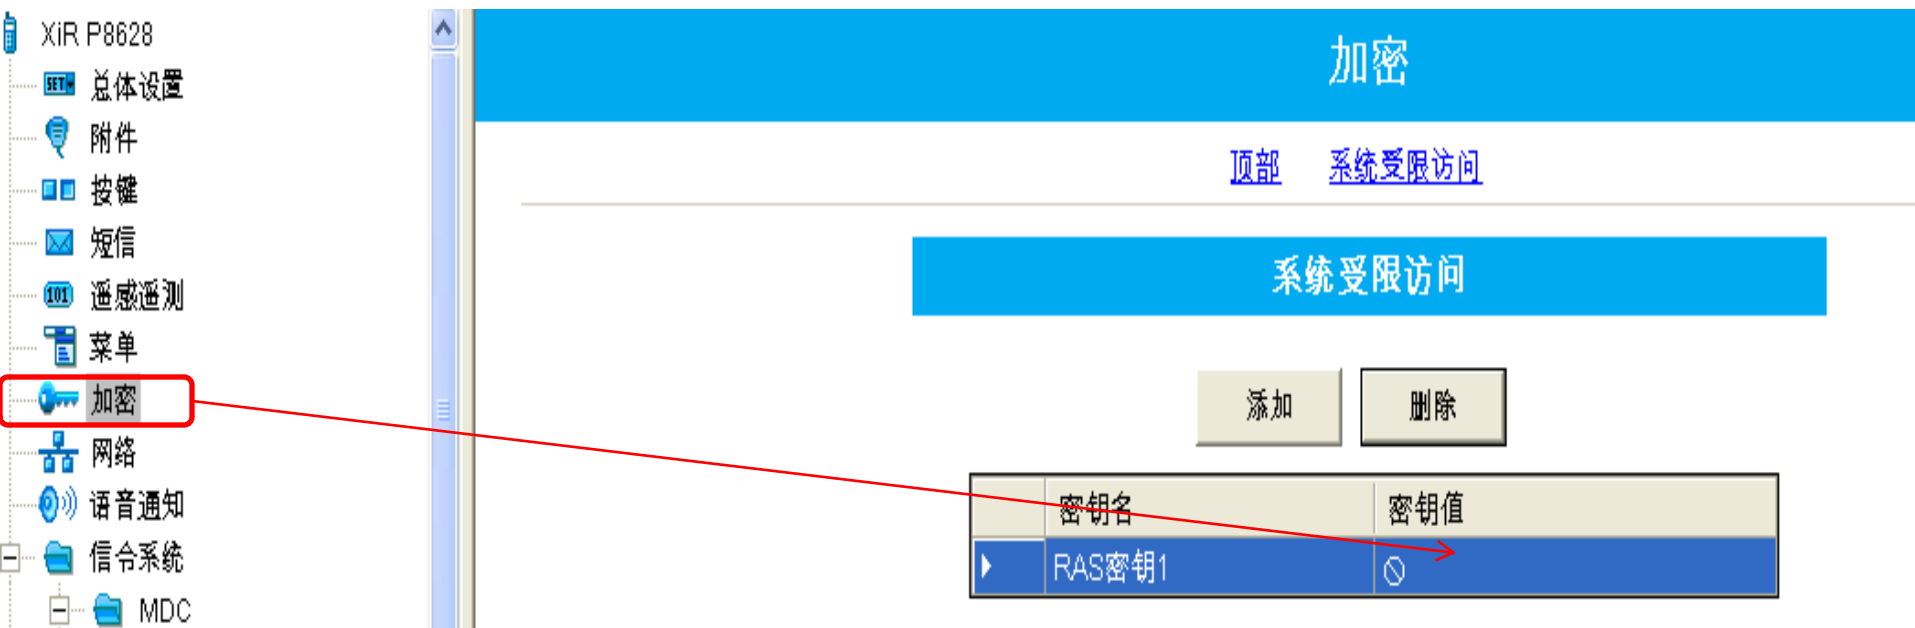 XiR P8628
SET 总体设置
附件
按键
短信
101 遥感遥测
菜单
加密
网络
语音通知
信令系统
MDC
加密
顶部 系统受限访问
系统受限访问
添加 删除
密钥名 密钥值
RAS密钥1